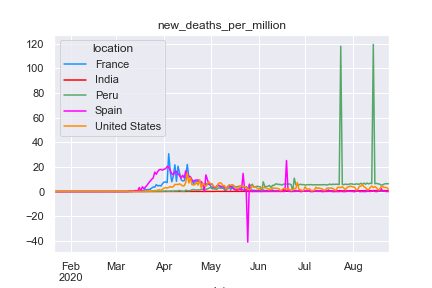 new_deaths_per_million
location
France
India
Peru
Spain
United States
120
100
80
60
40
20
0
−20
−40
Feb
2020
Mar
Apr
May
Jun
Jul
Aug